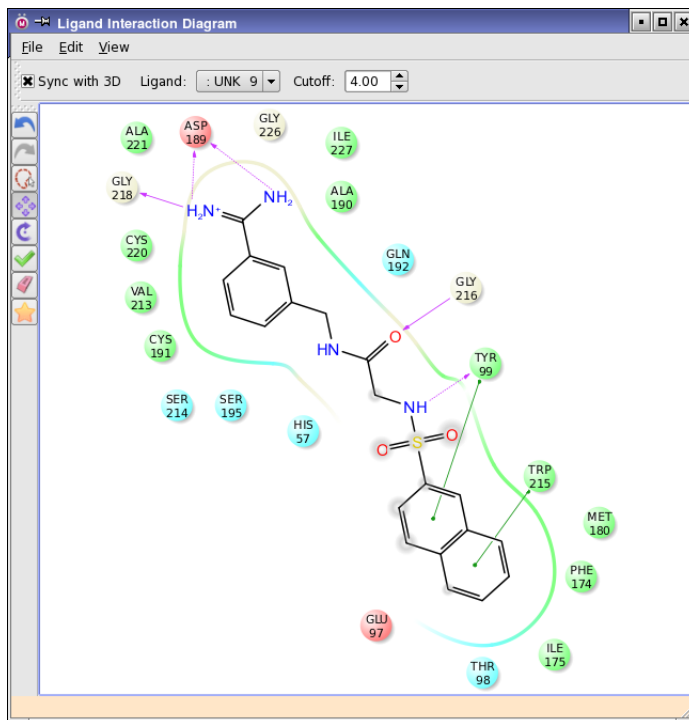 Ligand Interaction Diagram
File Edit View
Sync with 3D Ligand: : UNK 9 Cutoff: 4.00
ALA
221
ASP
189
GLY
226
ILE
227
GLY
218
ALA
190
H₂N⁺
NH₂
CYS
220
GLN
192
VAL
213
GLY
216
CYS
191
HN
O
TYR
99
SER
214
SER
195
HIS
57
NH
O
S
O
TRP
215
MET
180
PHE
174
GLU
97
ILE
175
THR
98